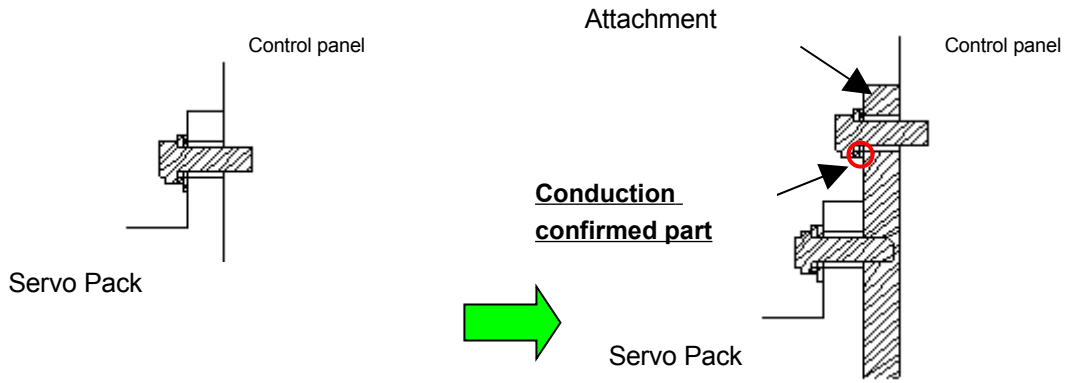 Attachment
Control panel
Control panel
Conduction
confirmed part
Servo Pack
Servo Pack